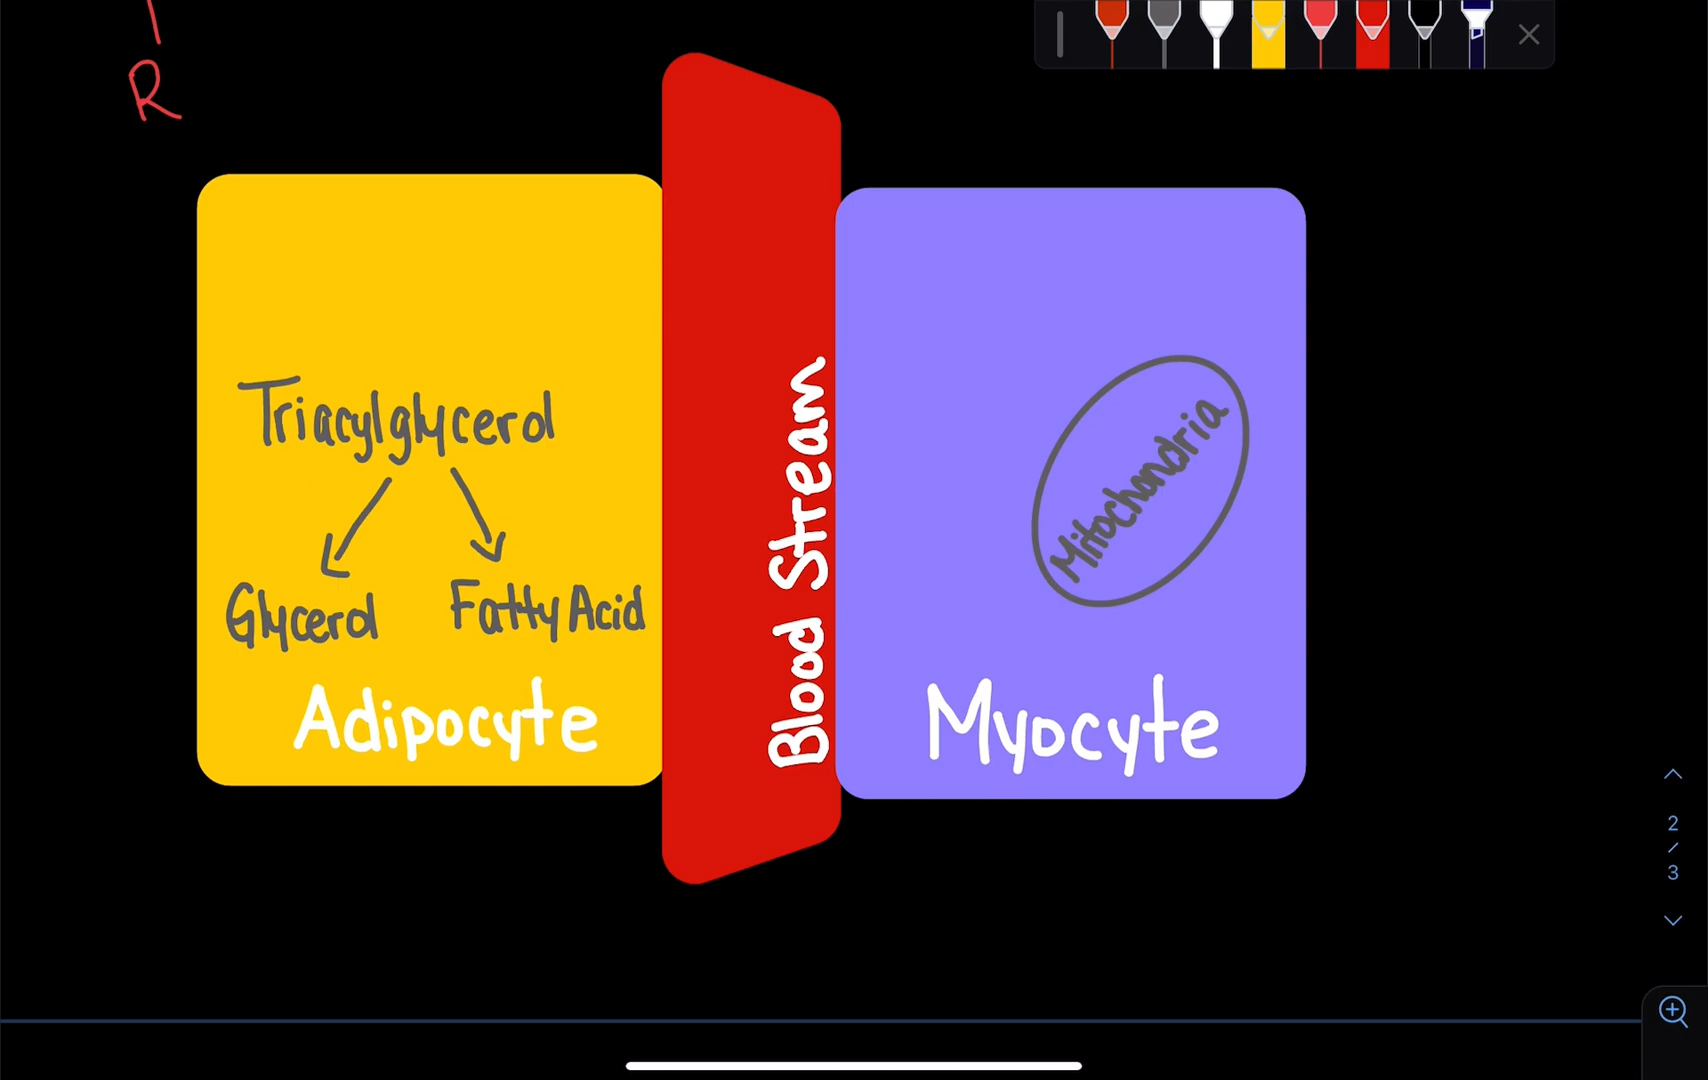 R
Triacylglycerol
Glycerol Fatty Acid
Adipocyte
Blood Stream
Mitochondria
Myocyte
2
/
3